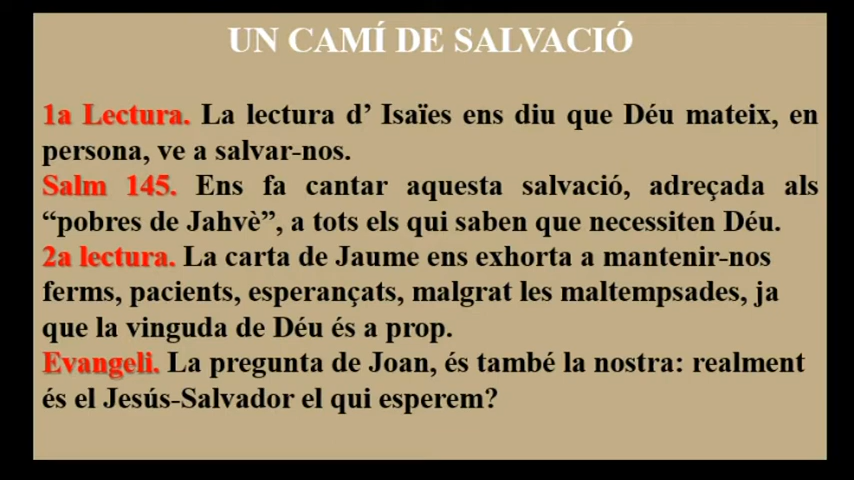 UN CAMÍ DE SALVACIÓ
1a Lectura. La lectura d’ Isaïes ens diu que Déu mateix, en
persona, ve a salvar-nos.
Salm 145. Ens fa cantar aquesta salvació, adreçada als
“pobres de Jahvè”, a tots els qui saben que necessiten Déu.
2a lectura. La carta de Jaume ens exhorta a mantenir-nos
ferms, pacients, esperançats, malgrat les maltempsades, ja
que la vinguda de Déu és a prop.
Evangeli. La pregunta de Joan, és també la nostra: realment
és el Jesús-Salvador el qui esperem?